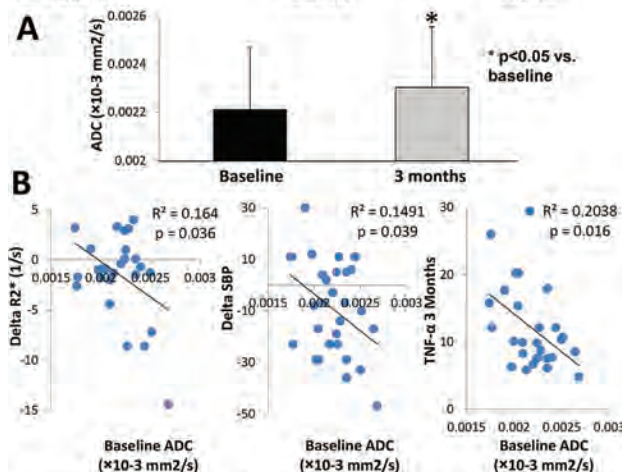 A
0.0026
0.0024
0.0022
0.002
ADC (×10-3 mm2/s)
*
* p<0.05 vs.
baseline
Baseline
3 months
B
5
0
-5
-10
-15
Delta R2* (1/s)
R² = 0.164
p = 0.036
0.0015
0.002
0.0025
0.003
Baseline ADC
(×10-3 mm2/s)
30
10
-10
-30
-50
Delta SBP
R² = 0.1491
p = 0.039
0.0015
0.002
0.0025
0.003
Baseline ADC
(×10-3 mm2/s)
30
20
10
0
TNF-α 3 Months
R² = 0.2038
p = 0.016
0.0015
0.002
0.0025
0.003
Baseline ADC
(×10-3 mm2/s)